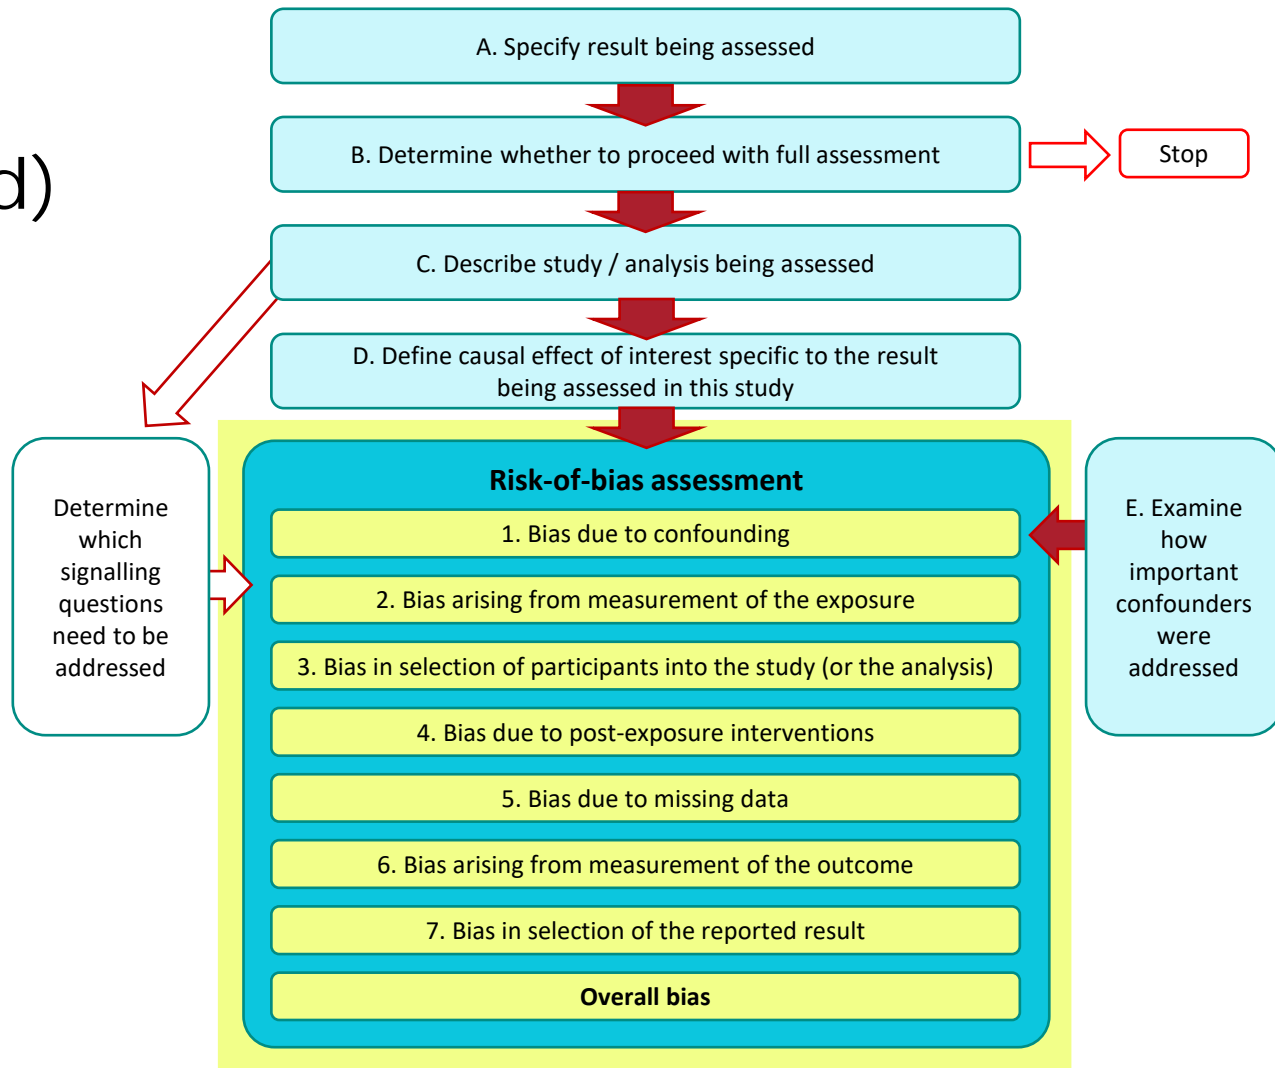 A. Specify result being assessed
d)
B. Determine whether to proceed with full assessment
Stop
C. Describe study / analysis being assessed
D. Define causal effect of interest specific to the result
being assessed in this study
Determine
which
signalling
questions
need to be
addressed
Risk-of-bias assessment
1. Bias due to confounding
2. Bias arising from measurement of the exposure
3. Bias in selection of participants into the study (or the analysis)
4. Bias due to post-exposure interventions
5. Bias due to missing data
6. Bias arising from measurement of the outcome
7. Bias in selection of the reported result
Overall bias
E. Examine
how
important
confounders
were
addressed